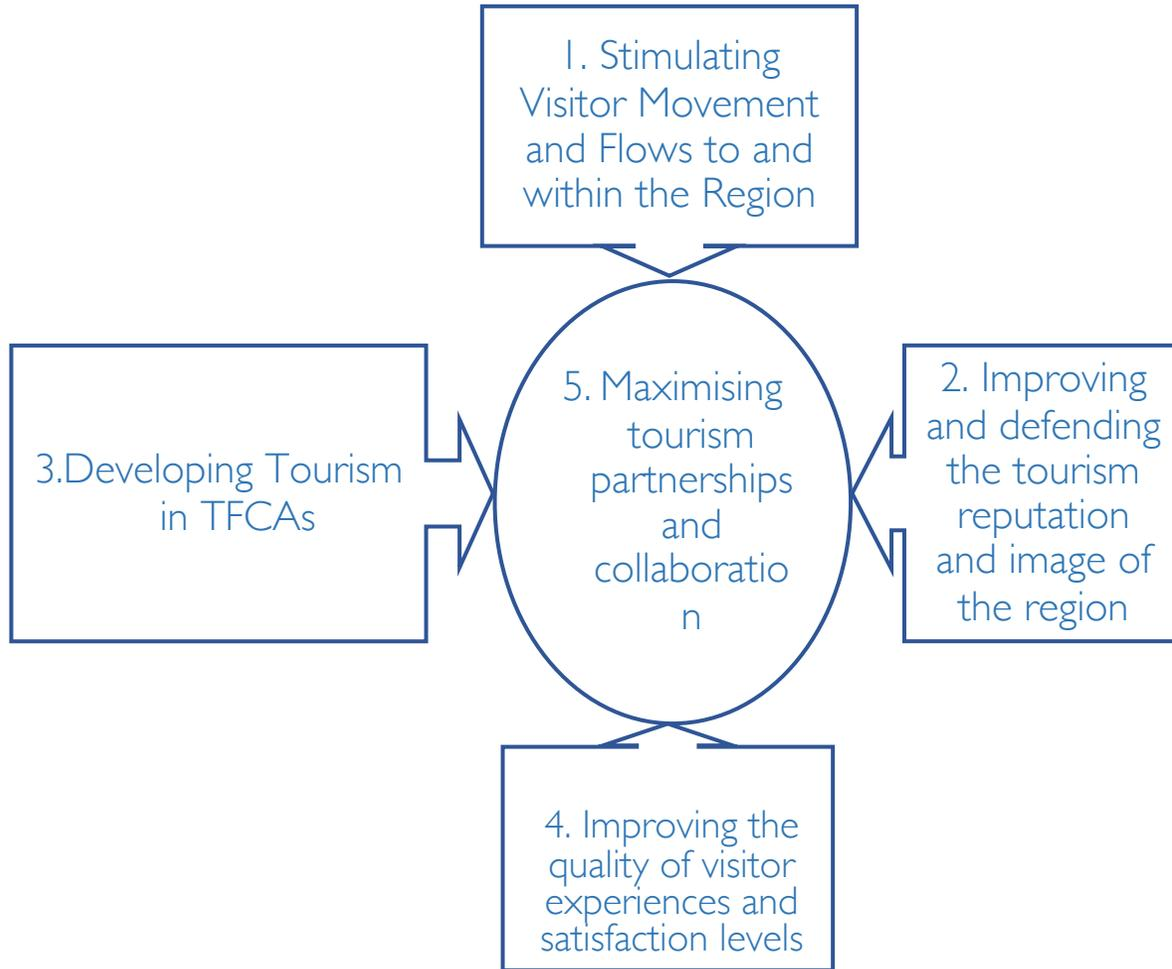 1. Stimulating
Visitor Movement
and Flows to and
within the Region
3.Developing Tourism
in TFCAs
5. Maximising
tourism
partnerships
and
collaboratio
n
2. Improving
and defending
the tourism
reputation
and image of
the region
4. Improving the
quality of visitor
experiences and
satisfaction levels